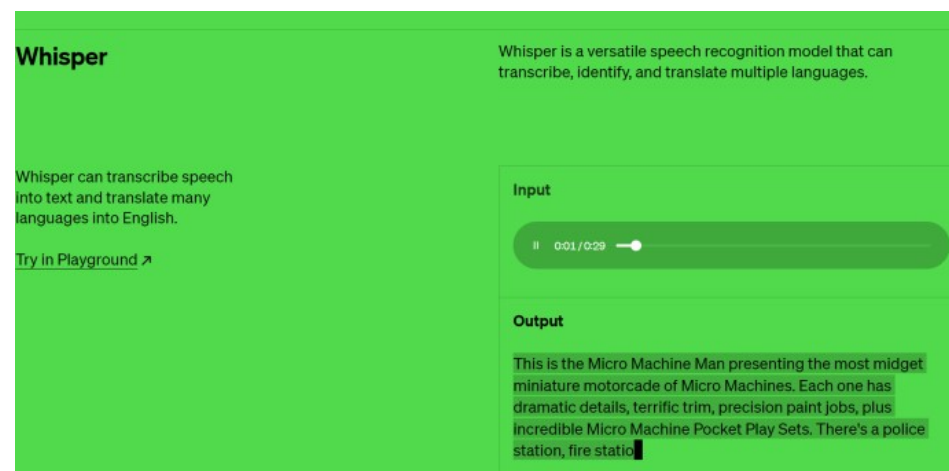 Whisper
Whisper is a versatile speech recognition model that can
transcribe, identify, and translate multiple languages.
Whisper can transcribe speech
into text and translate many
languages into English.
Try in Playground ↗
Input
0:01 / 0:29
Output
This is the Micro Machine Man presenting the most midget
miniature motorcade of Micro Machines. Each one has
dramatic details, terrific trim, precision paint jobs, plus
incredible Micro Machine Pocket Play Sets. There's a police
station, fire statio